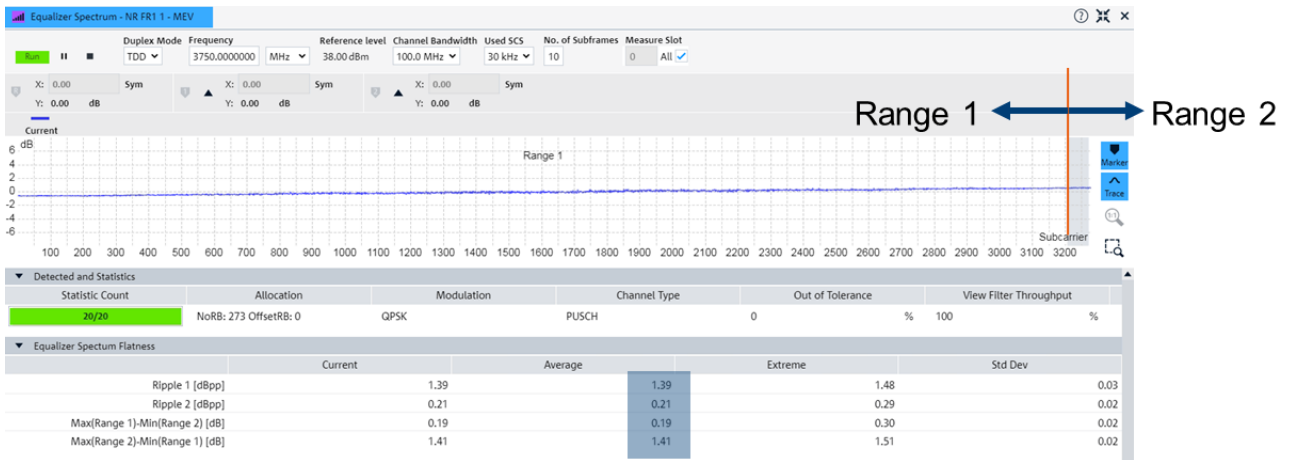 Equalizer Spectrum - NR FR1 1 - MEV
Duplex Mode Frequency Reference level Channel Bandwidth Used SCS No. of Subframes Measure Slot
Run TDD 3750.0000000 MHz 38.00 dBm 100.0 MHz 30 kHz 10 0 All
X: 0.00 Sym X: 0.00 Sym X: 0.00 Sym
Y: 0.00 dB Y: 0.00 dB Y: 0.00 dB
Range 1 Range 2
Current
dB
6
4
2
0
-2
-4
-6
Range 1
Marker
Trace
1:1
Subcarrier
100 200 300 400 500 600 700 800 900 1000 1100 1200 1300 1400 1500 1600 1700 1800 1900 2000 2100 2200 2300 2400 2500 2600 2700 2800 2900 3000 3100 3200
Detected and Statistics
Statistic Count Allocation Modulation Channel Type Out of Tolerance View Filter Throughput
20/20 NoRB: 273 OffsetRB: 0 QPSK PUSCH 0 % 100 %
Equalizer Spectum Flatness
Current Average Extreme Std Dev
Ripple 1 [dBpp] 1.39 1.39 1.48 0.03
Ripple 2 [dBpp] 0.21 0.21 0.29 0.02
Max(Range 1)-Min(Range 2) [dB] 0.19 0.19 0.30 0.02
Max(Range 2)-Min(Range 1) [dB] 1.41 1.41 1.51 0.02